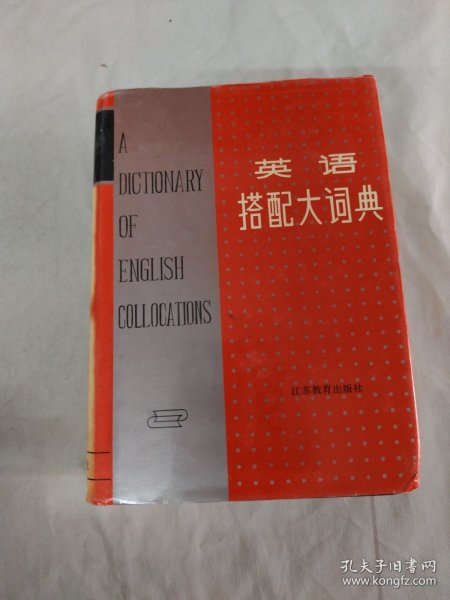 A
DICTIONARY
OF
ENGLISH
COLLOCATIONS
英语
搭配大词典
江苏教育出版社
孔夫子旧书网
www.kongfz.com